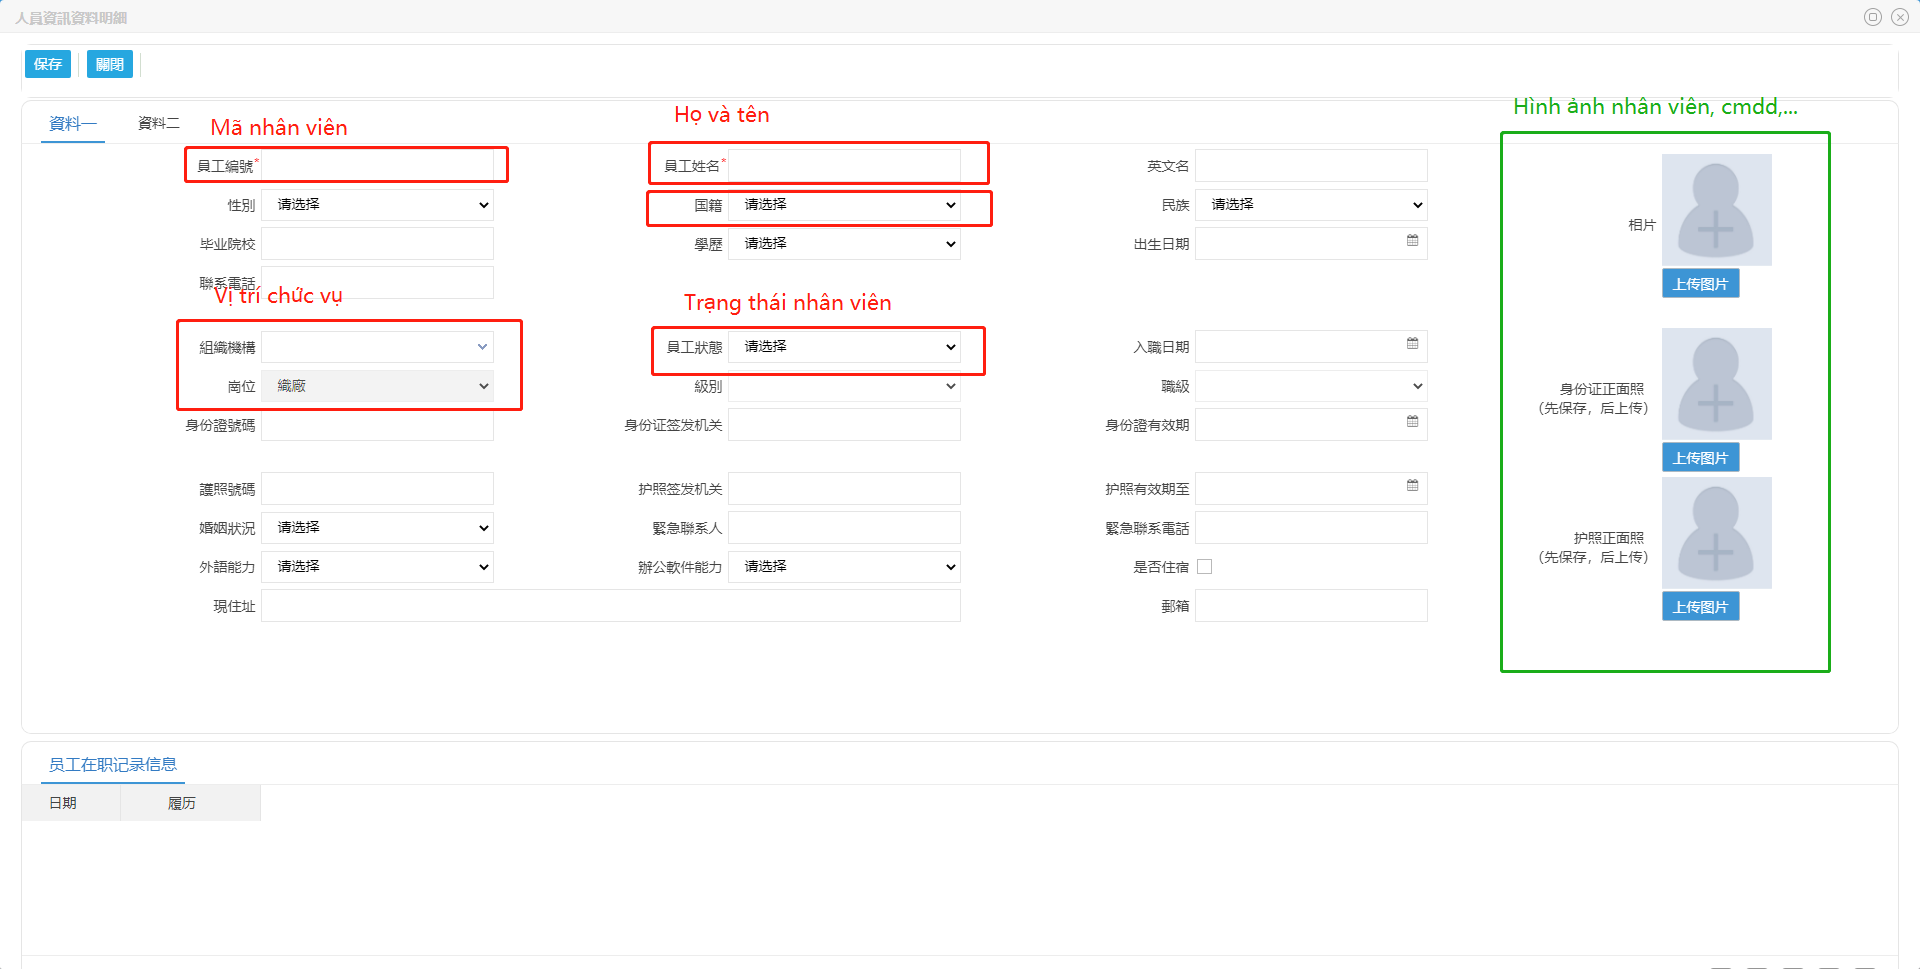 人員資訊資料明細
保存
關閉
資料一
資料二
Mã nhân viên
Họ và tên
Hình ảnh nhân viên, cmdd,...
員工編號*
員工姓名*
英文名
性別 请选择
国籍 请选择
民族 请选择
毕业院校
學歷 请选择
出生日期
相片
聯系電話
上传图片
Vị trí chức vụ
Trạng thái nhân viên
組織機構
員工狀態 请选择
入職日期
崗位 織廠
級別
職級
身份证正面照
(先保存，后上传)
身份證號碼
身份证签发机关
身份證有效期
上传图片
護照號碼
护照签发机关
护照有效期至
婚姻狀況 请选择
緊急聯系人
緊急聯系電話
护照正面照
(先保存，后上传)
外語能力 请选择
辦公軟件能力 请选择
是否住宿
現住址
郵箱
上传图片
员工在职记录信息
日期
履历